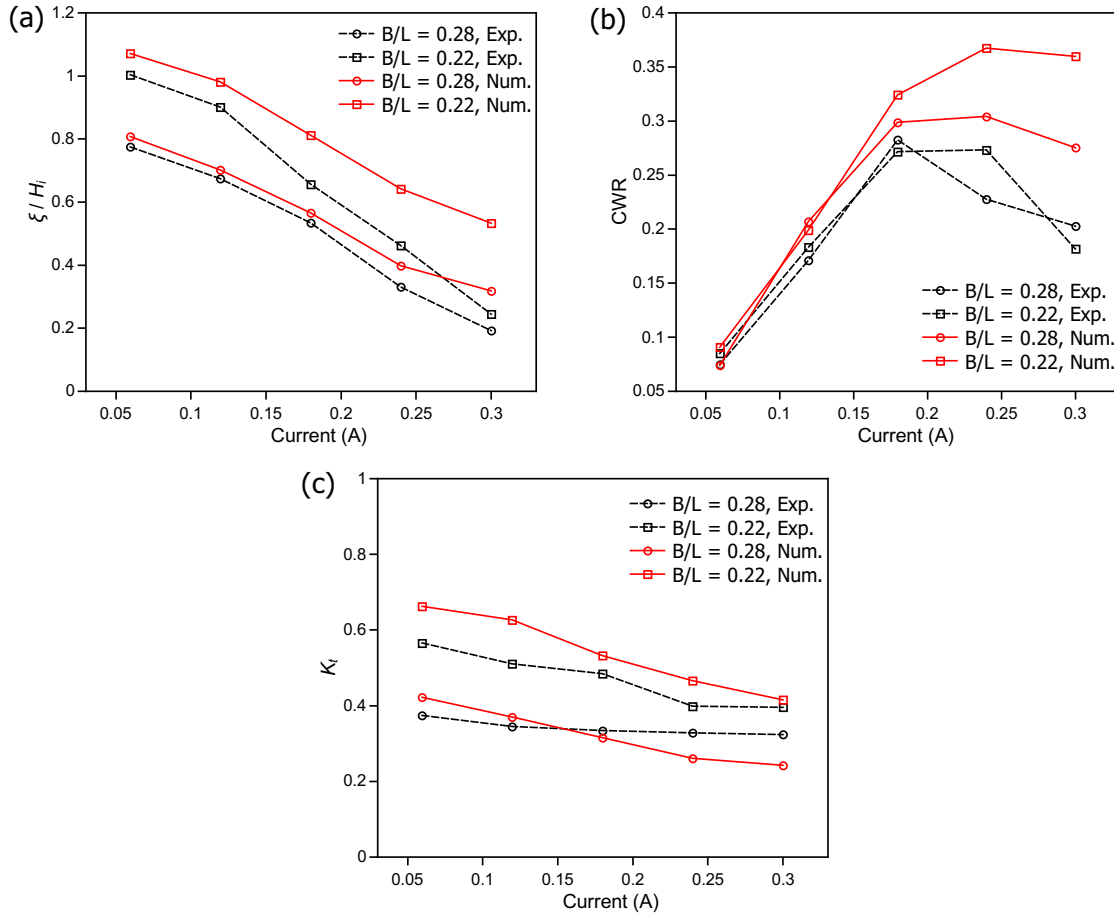 (a)
1.2
1
0.8
0.6
0.4
0.2
0
ξ / H_i
0.05 0.1 0.15 0.2 0.25 0.3
Current (A)
B/L = 0.28, Exp.
B/L = 0.22, Exp.
B/L = 0.28, Num.
B/L = 0.22, Num.
(b)
0.4
0.35
0.3
0.25
0.2
0.15
0.1
0.05
CWR
0.05 0.1 0.15 0.2 0.25 0.3
Current (A)
B/L = 0.28, Exp.
B/L = 0.22, Exp.
B/L = 0.28, Num.
B/L = 0.22, Num.
(c)
1
0.8
0.6
0.4
0.2
0
K_t
0.05 0.1 0.15 0.2 0.25 0.3
Current (A)
B/L = 0.28, Exp.
B/L = 0.22, Exp.
B/L = 0.28, Num.
B/L = 0.22, Num.